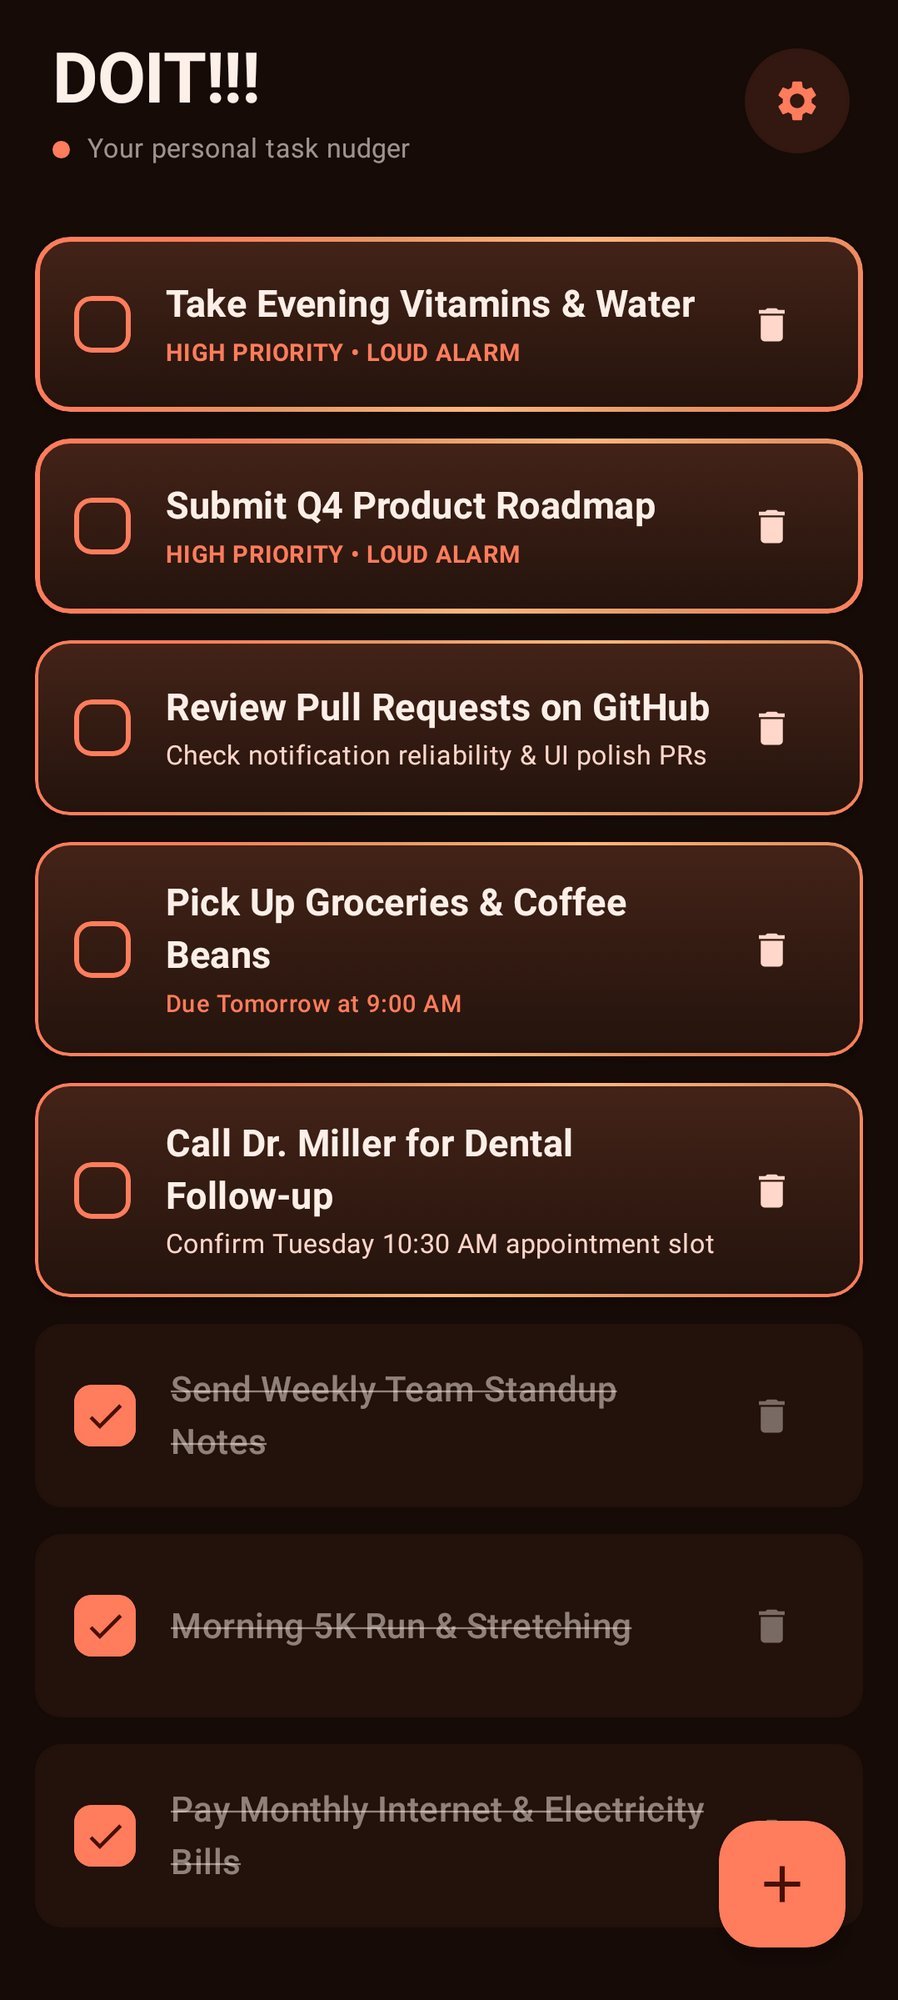 DOIT!!!
Your personal task nudger
Take Evening Vitamins & Water
HIGH PRIORITY • LOUD ALARM
Submit Q4 Product Roadmap
HIGH PRIORITY • LOUD ALARM
Review Pull Requests on GitHub
Check notification reliability & UI polish PRs
Pick Up Groceries & Coffee
Beans
Due Tomorrow at 9:00 AM
Call Dr. Miller for Dental
Follow-up
Confirm Tuesday 10:30 AM appointment slot
Send Weekly Team Standup
Notes
Morning 5K Run & Stretching
Pay Monthly Internet & Electricity
Bills